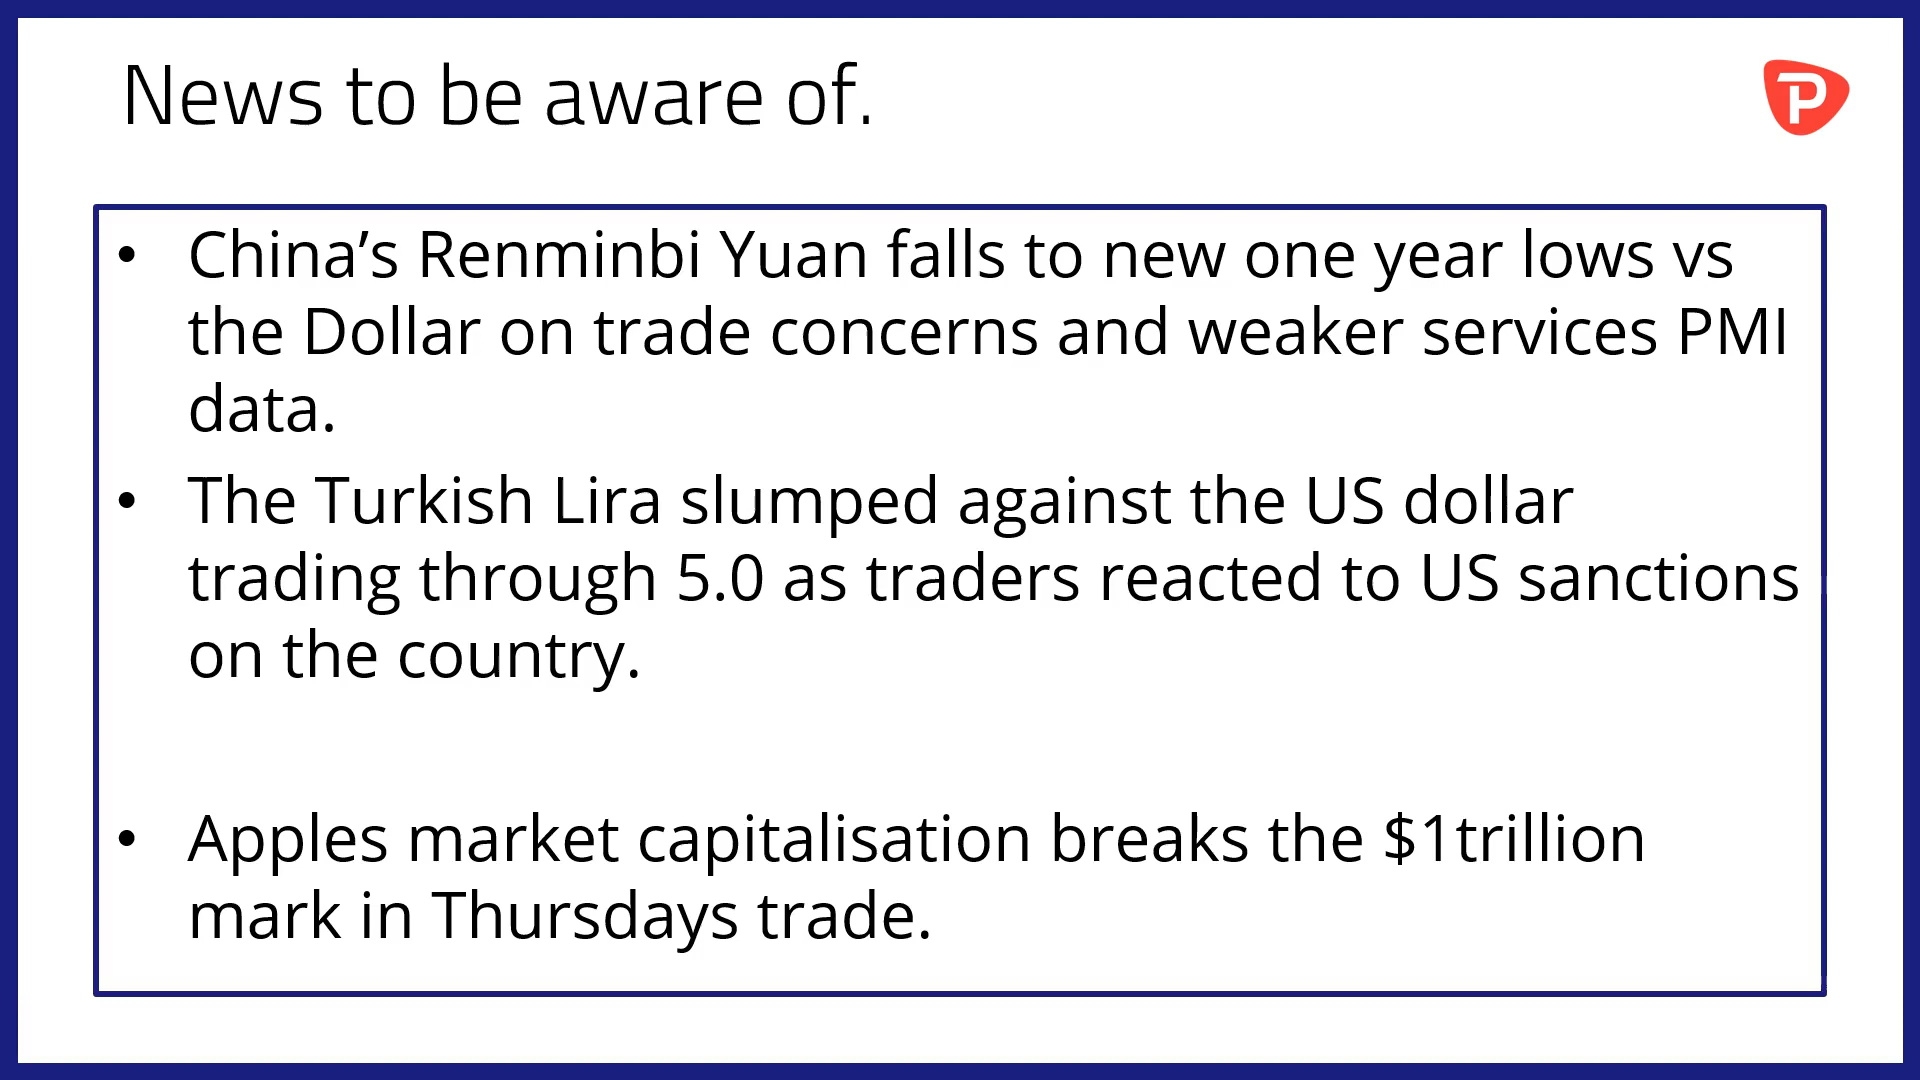 News to be aware of.
P
• China’s Renminbi Yuan falls to new one year lows vs
the Dollar on trade concerns and weaker services PMI
data.
• The Turkish Lira slumped against the US dollar
trading through 5.0 as traders reacted to US sanctions
on the country.
• Apples market capitalisation breaks the $1trillion
mark in Thursdays trade.